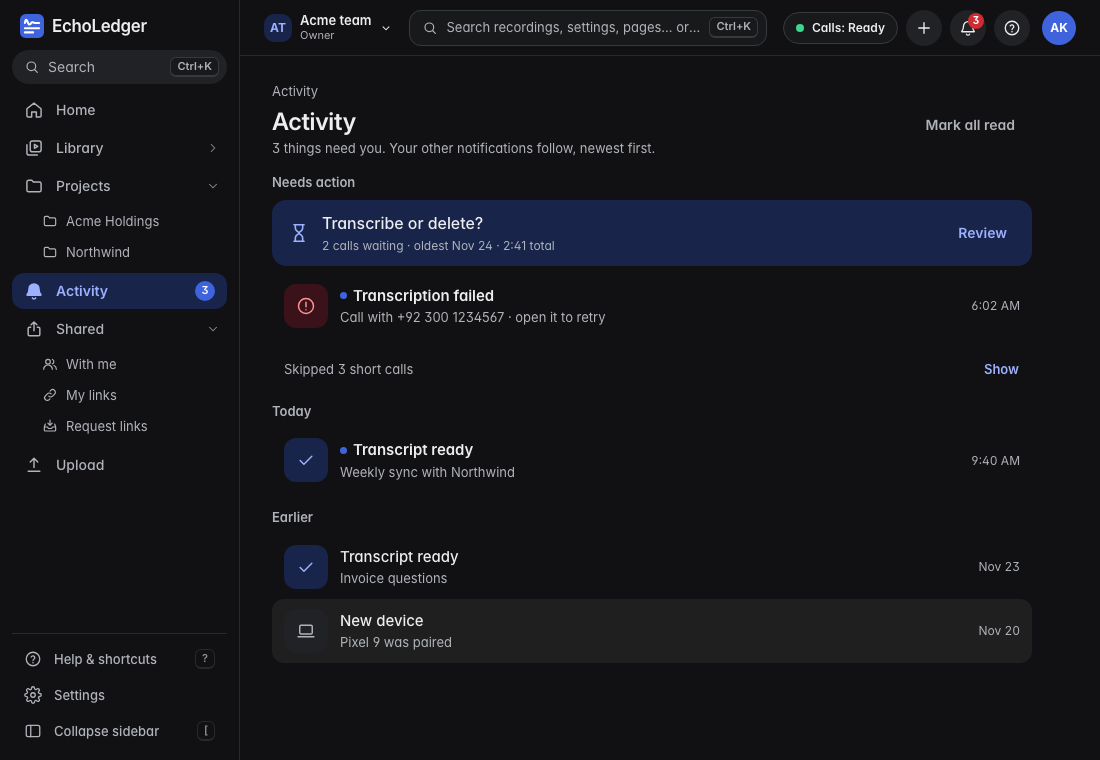 EchoLedger
Search Ctrl+K
Home
Library
Projects
Acme Holdings
Northwind
Activity 3
Shared
With me
My links
Request links
Upload
Help & shortcuts ?
Settings
Collapse sidebar [
AT Acme team
Owner
Search recordings, settings, pages... or... Ctrl+K
Calls: Ready
3
AK
Activity
Activity
Mark all read
3 things need you. Your other notifications follow, newest first.
Needs action
Transcribe or delete?
2 calls waiting · oldest Nov 24 · 2:41 total
Review
Transcription failed
Call with +92 300 1234567 · open it to retry
6:02 AM
Skipped 3 short calls Show
Today
Transcript ready
Weekly sync with Northwind
9:40 AM
Earlier
Transcript ready
Invoice questions
Nov 23
New device
Pixel 9 was paired
Nov 20